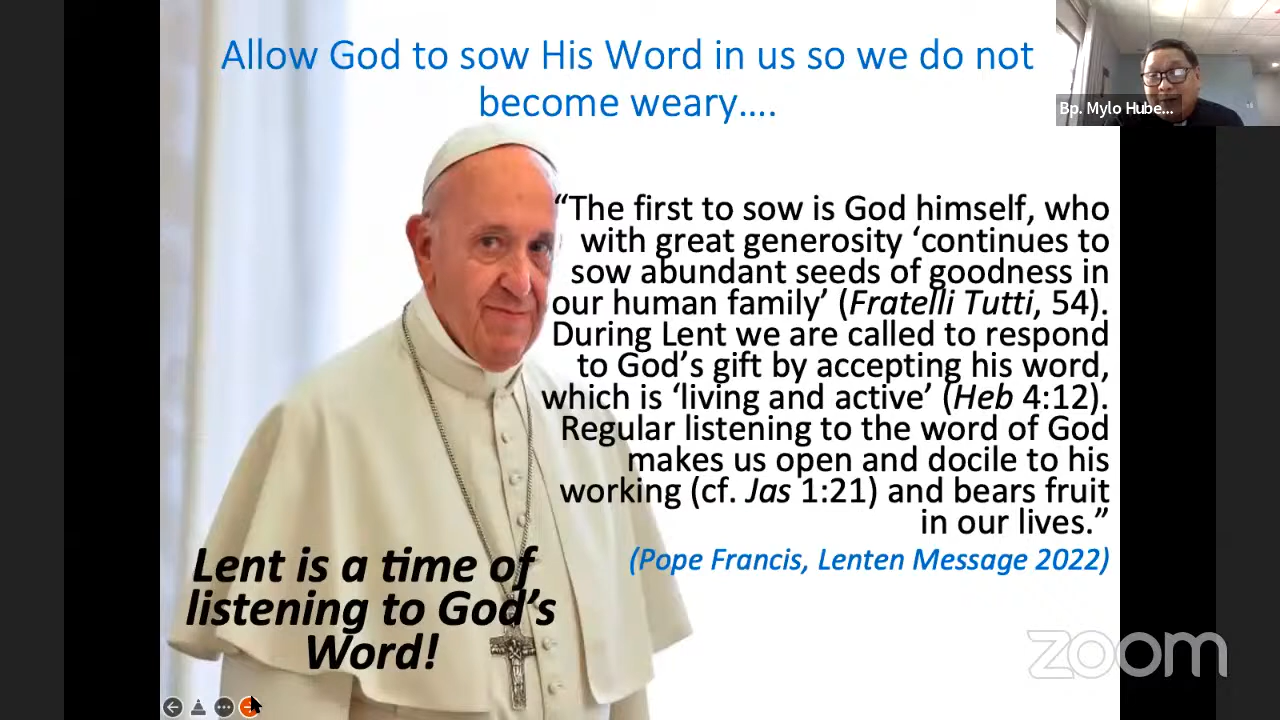 Allow God to sow His Word in us so we do not
become weary….
Bp. Mylo Hube...
“The first to sow is God himself, who
with great generosity ‘continues to
sow abundant seeds of goodness in
our human family’ (Fratelli Tutti, 54).
During Lent we are called to respond
to God’s gift by accepting his word,
which is ‘living and active’ (Heb 4:12).
Regular listening to the word of God
makes us open and docile to his
working (cf. Jas 1:21) and bears fruit
in our lives.”
(Pope Francis, Lenten Message 2022)
Lent is a time of
listening to God’s
Word!
zoom